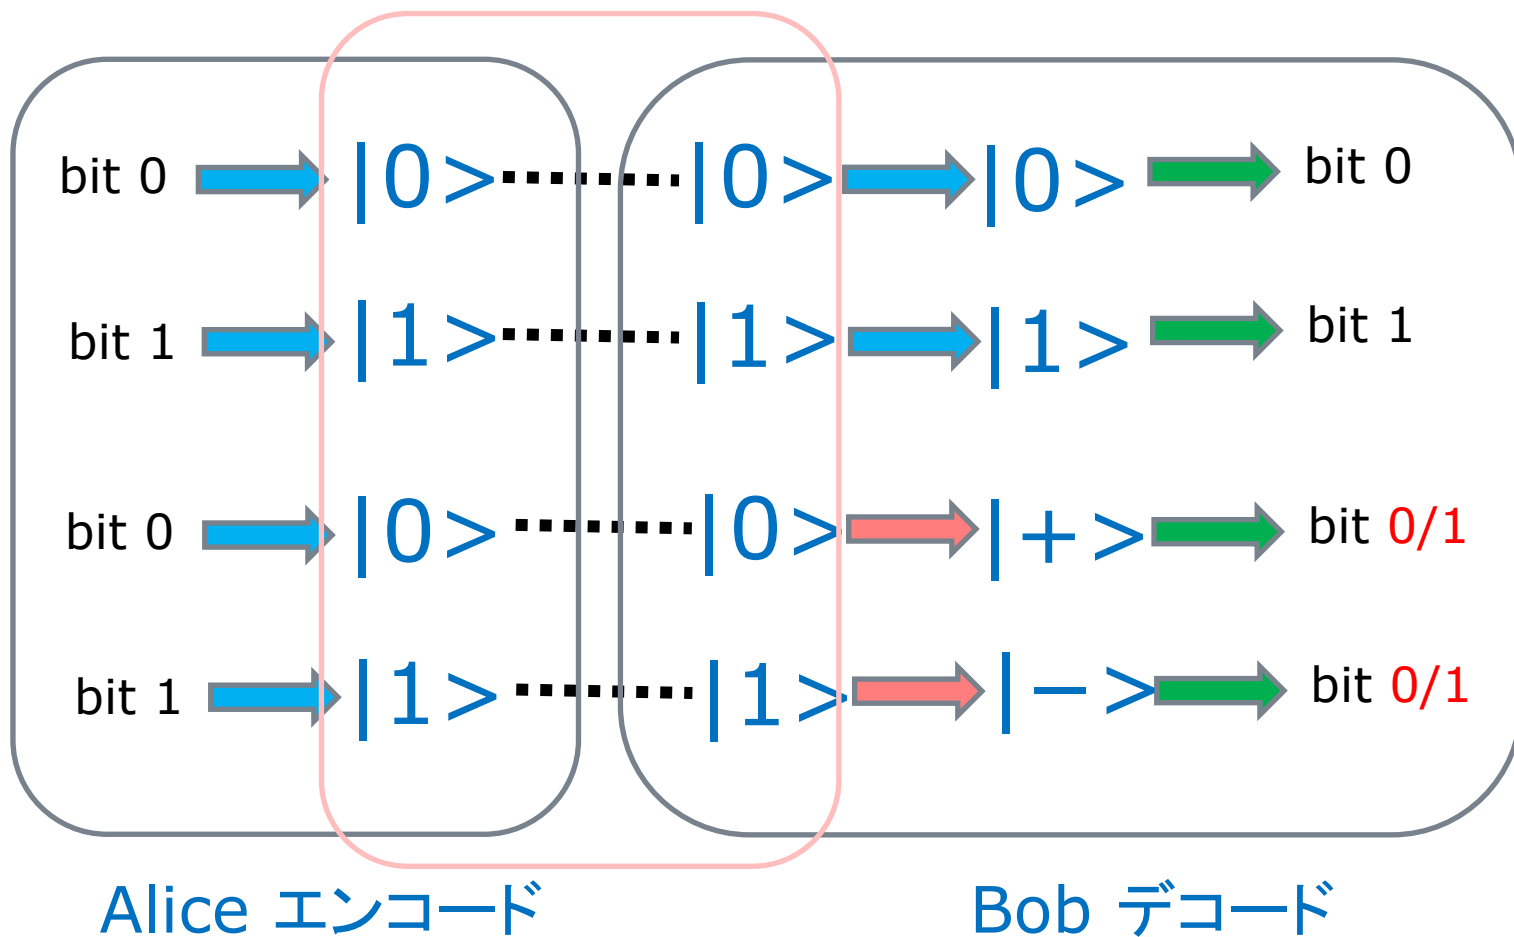 bit 0 |0> |0> |0> bit 0
bit 1 |1> |1> |1> bit 1
bit 0 |0> |0> |+> bit 0/1
bit 1 |1> |1> |−> bit 0/1
Alice エンコード Bob デコード